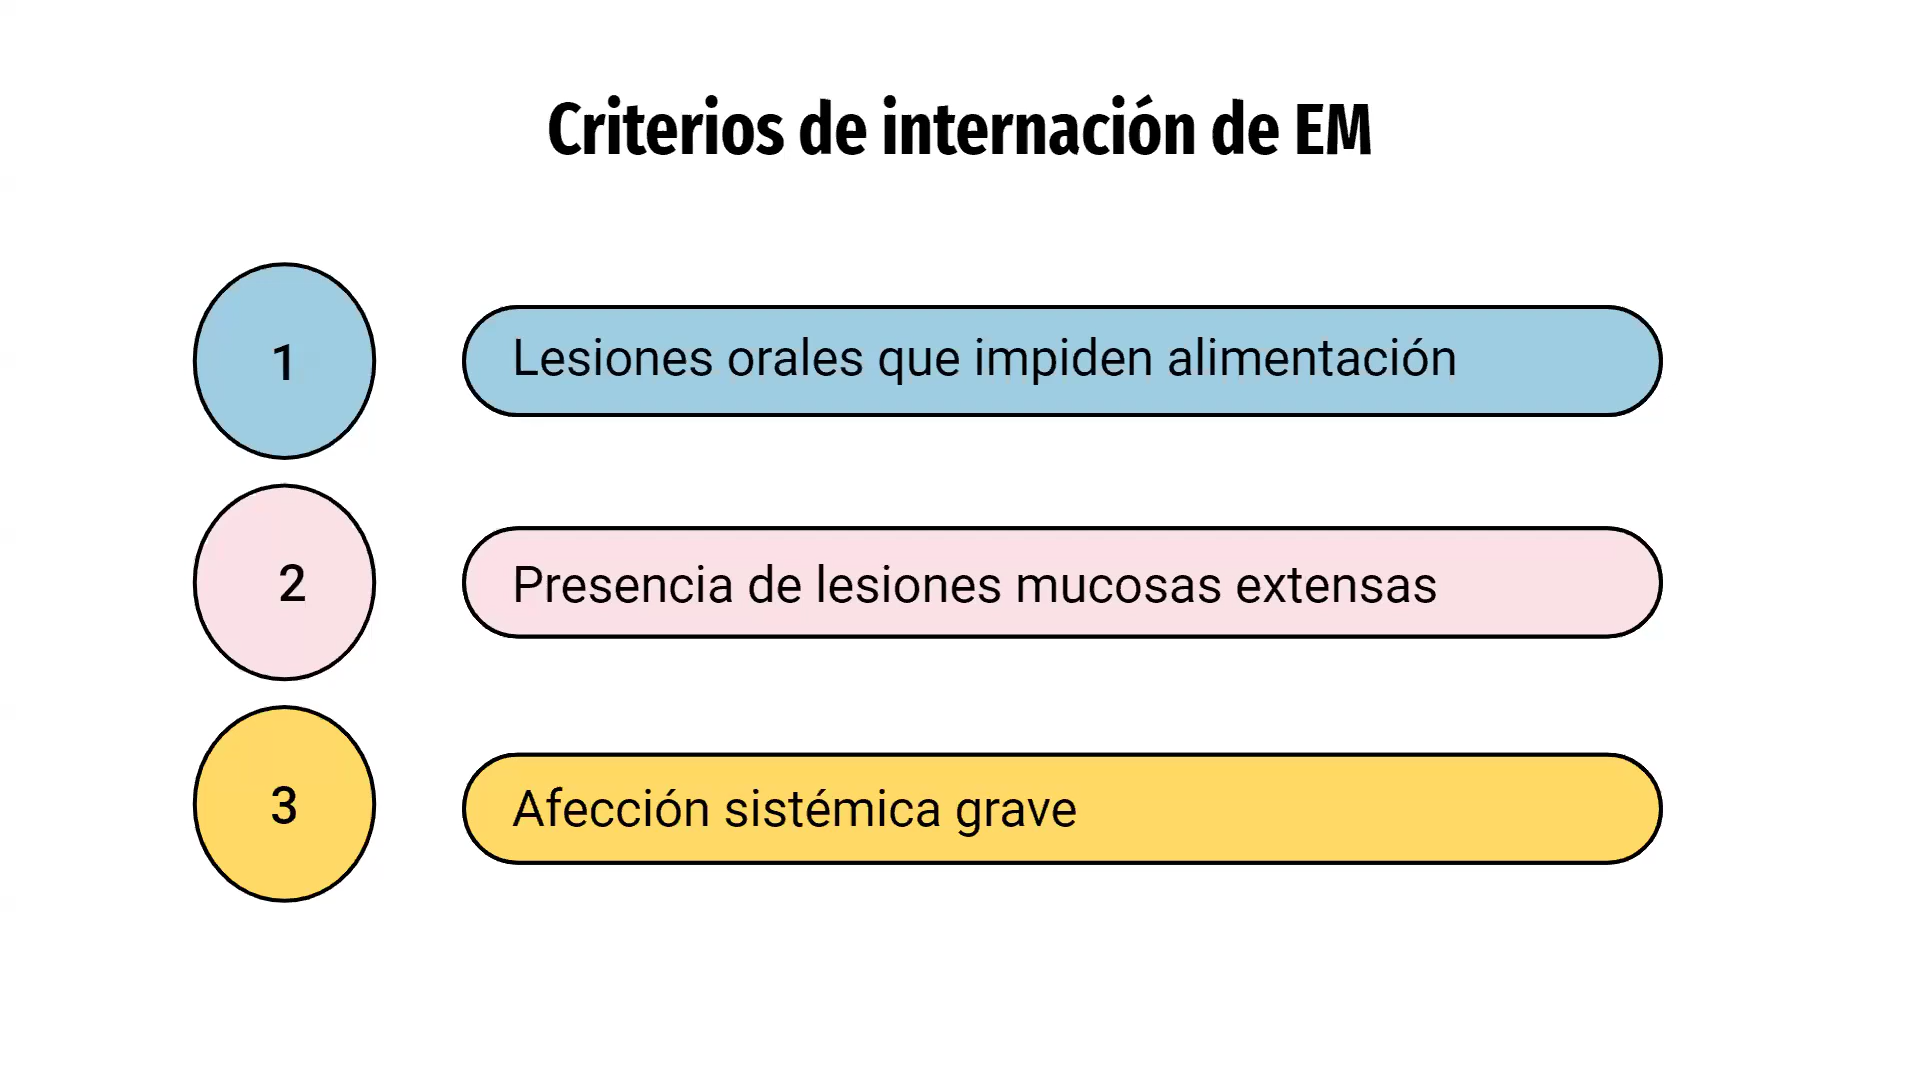 Criterios de internación de EM
1
Lesiones orales que impiden alimentación
2
Presencia de lesiones mucosas extensas
3
Afección sistémica grave